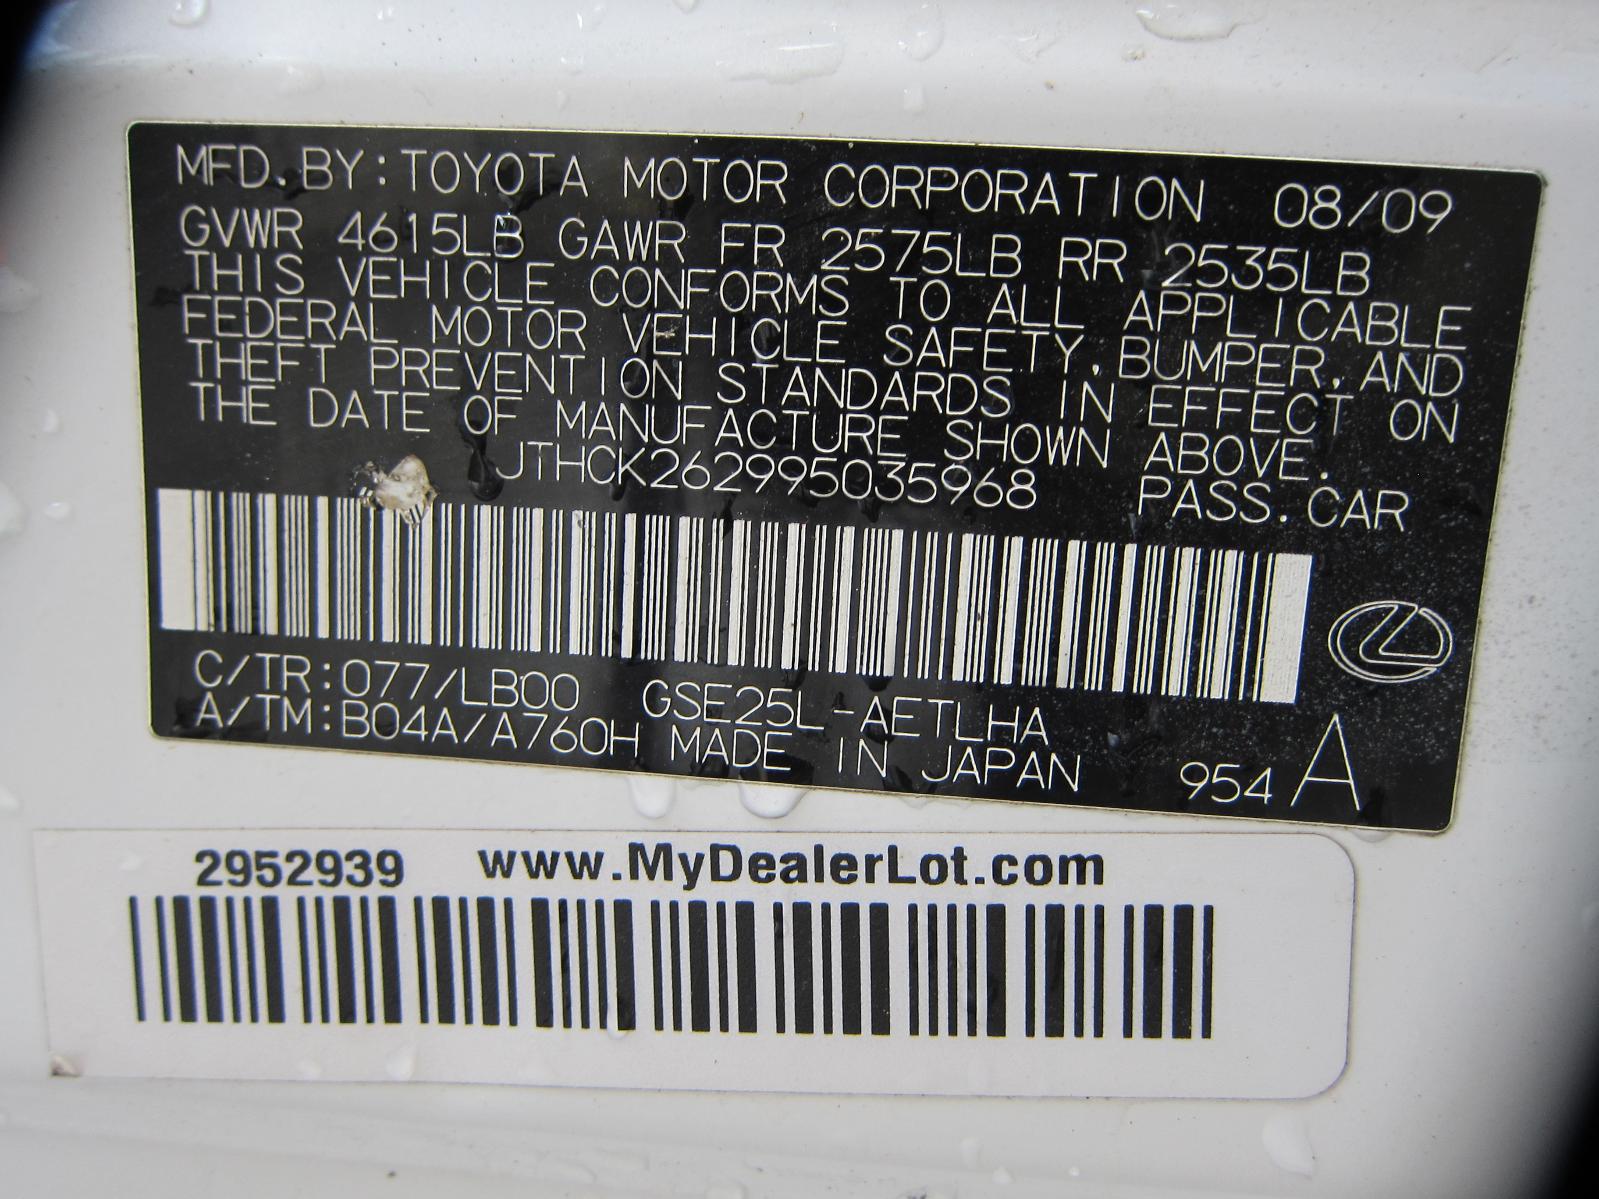 MFD. BY: TOYOTA MOTOR CORPORATION 08/09
GVWR 4615LB GAWR FR 2575LB RR 2535LB
THIS VEHICLE CONFORMS TO ALL APPLICABLE
FEDERAL MOTOR VEHICLE SAFETY, BUMPER, AND
THEFT PREVENTION STANDARDS IN EFFECT ON
THE DATE OF MANUFACTURE SHOWN ABOVE.
JTHCK262995035968 PASS. CAR
C/TR:077/LB00 GSE25L-AETLHA
A/TM:B04A/A760H MADE IN JAPAN 954 A
2952939 www.MyDealerLot.com